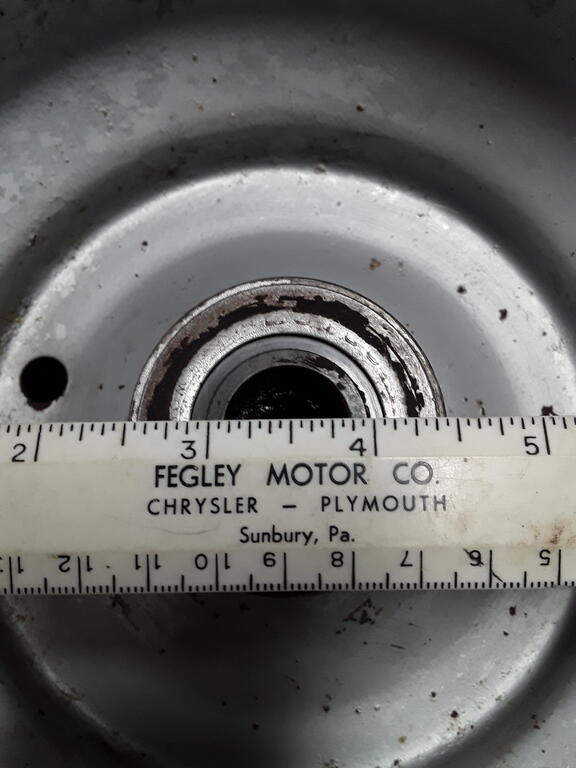 2 3 4 5
FEGLEY MOTOR CO.
CHRYSLER — PLYMOUTH
Sunbury, Pa.
13 12 11 10 9 8 7 6 5